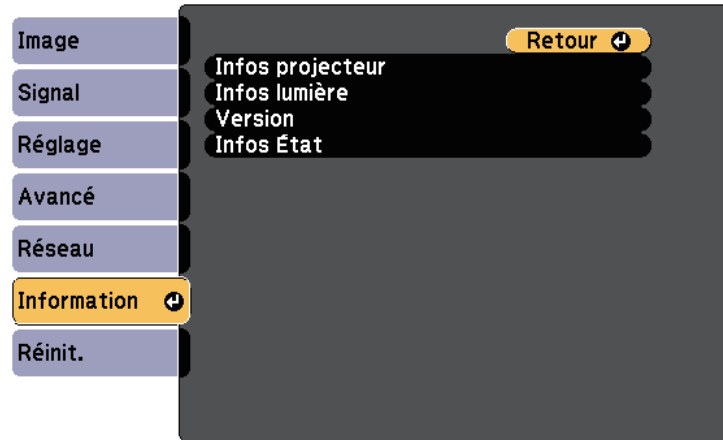 Image
Signal
Réglage
Avancé
Réseau
Information
Réinit.
Retour
Infos projecteur
Infos lumière
Version
Infos État